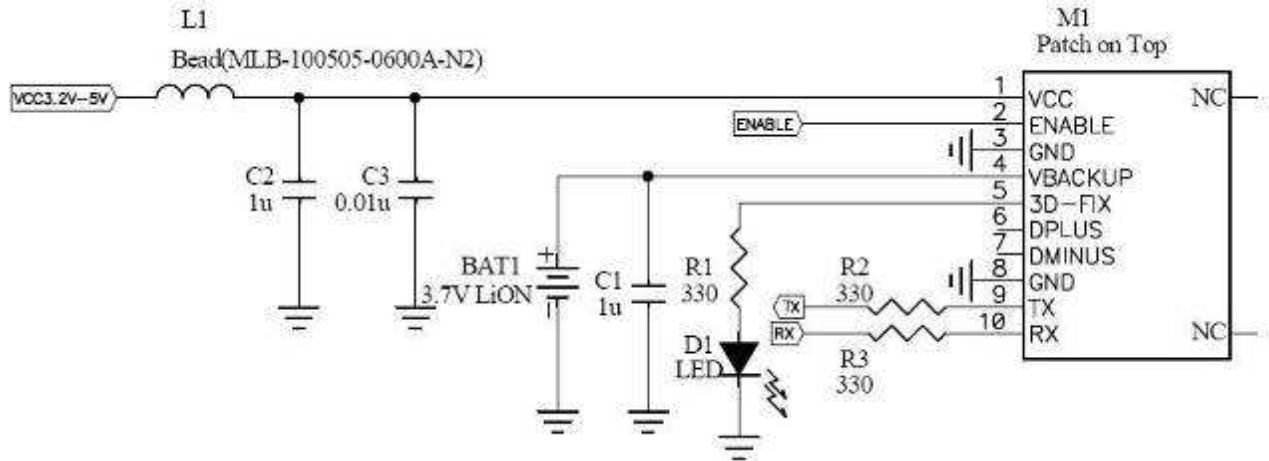 L1
Bead(MLB-100505-0600A-N2)
VCC3.2V-5V
C2
1u
C3
0.01u
BAT1
3.7V LiON
+
C1
1u
R1
330
D1
LED
ENABLE
TX
RX
R2
330
R3
330
M1
Patch on Top
1 VCC
2 ENABLE
3 GND
4 VBACKUP
5 3D-FIX
6 DPLUS
7 DMINUS
8 GND
9 TX
10 RX
NC
NC